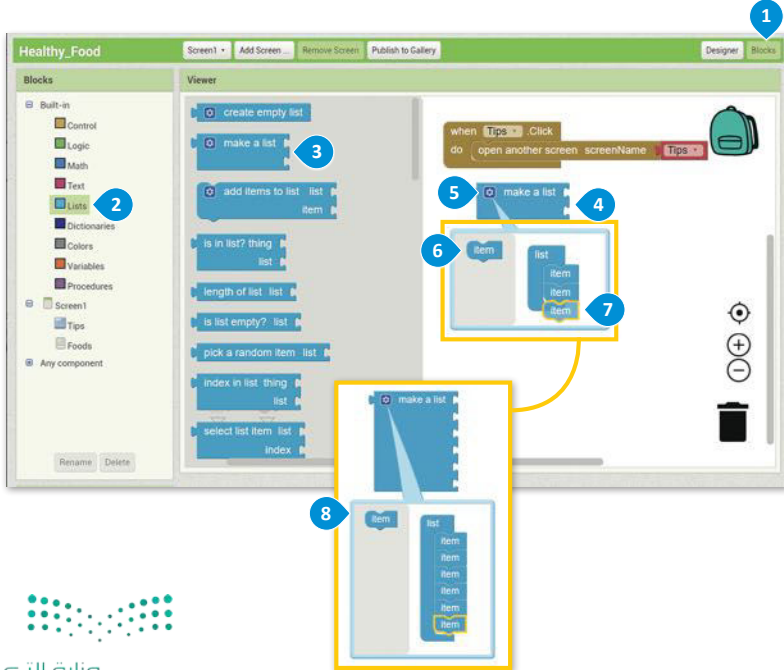 1
Healthy_Food
Screen1
Add Screen ...
Remove Screen
Publish to Gallery
Designer
Blocks
Blocks
Viewer
Built-in
Control
Logic
Math
Text
Lists
2
Dictionaries
Colors
Variables
Procedures
Screen1
Tips
Foods
Any component
Rename
Delete
create empty list
make a list
3
add items to list list
item
is in list? thing
list
length of list list
is list empty? list
pick a random item list
index in list thing
list
select list item list
index
when Tips .Click
do open another screen screenName Tips
5
make a list
4
6
item
list
item
item
item
7
make a list
8
item
list
item
item
item
item
item
item